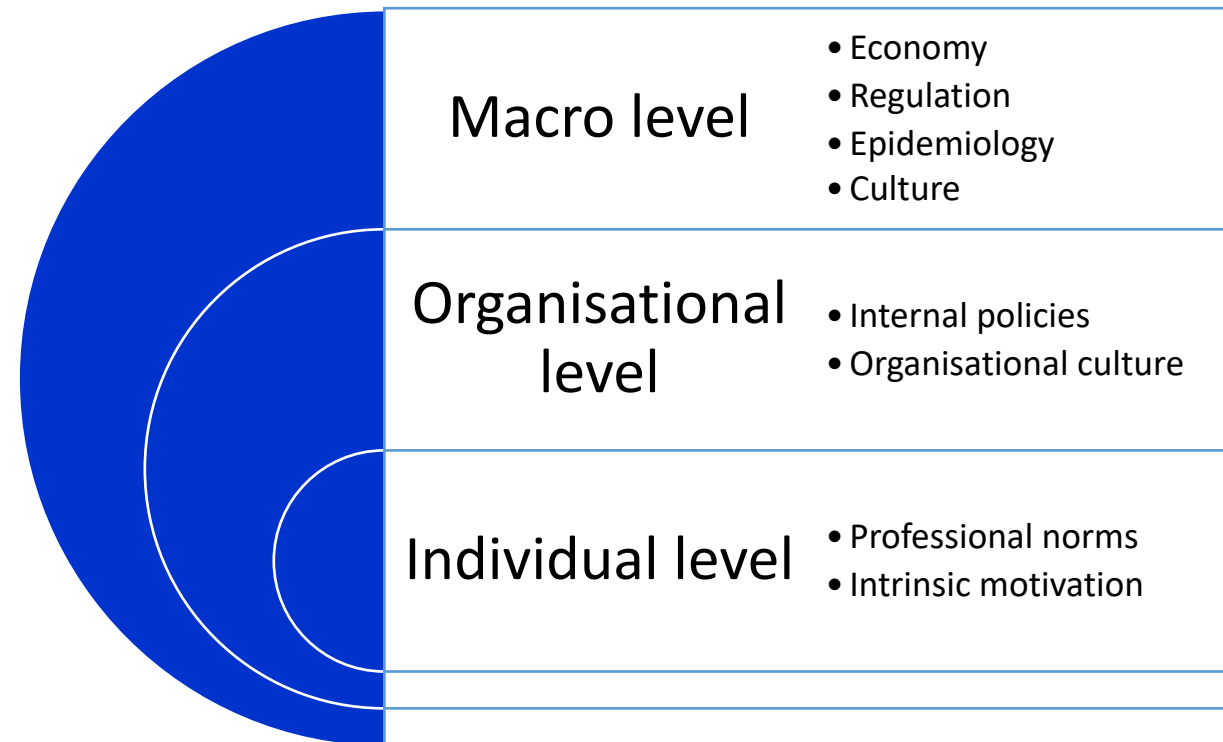 Macro level
• Economy
• Regulation
• Epidemiology
• Culture
Organisational
level
• Internal policies
• Organisational culture
Individual level
• Professional norms
• Intrinsic motivation